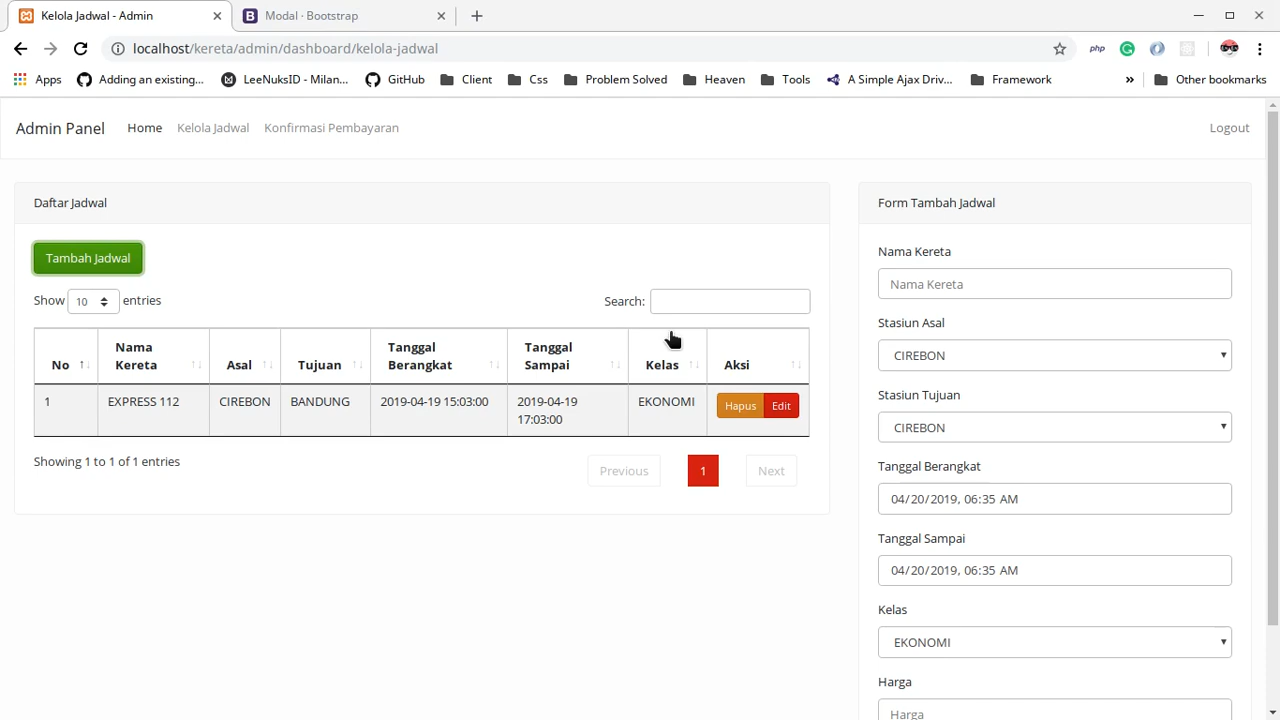 Kelola Jadwal - Admin
Modal · Bootstrap
localhost/kereta/admin/dashboard/kelola-jadwal
php
Apps
Adding an existing...
LeeNuksID - Milan...
GitHub
Client
Css
Problem Solved
Heaven
Tools
A Simple Ajax Driv...
Framework
»
Other bookmarks
Admin Panel
Home
Kelola Jadwal
Konfirmasi Pembayaran
Logout
Daftar Jadwal
Tambah Jadwal
Show 10 entries
Search:
No
Nama Kereta
Asal
Tujuan
Tanggal Berangkat
Tanggal Sampai
Kelas
Aksi
1
EXPRESS 112
CIREBON
BANDUNG
2019-04-19 15:03:00
2019-04-19
17:03:00
EKONOMI
Hapus
Edit
Showing 1 to 1 of 1 entries
Previous
1
Next
Form Tambah Jadwal
Nama Kereta
Nama Kereta
Stasiun Asal
CIREBON
Stasiun Tujuan
CIREBON
Tanggal Berangkat
04/20/2019, 06:35 AM
Tanggal Sampai
04/20/2019, 06:35 AM
Kelas
EKONOMI
Harga
Harga